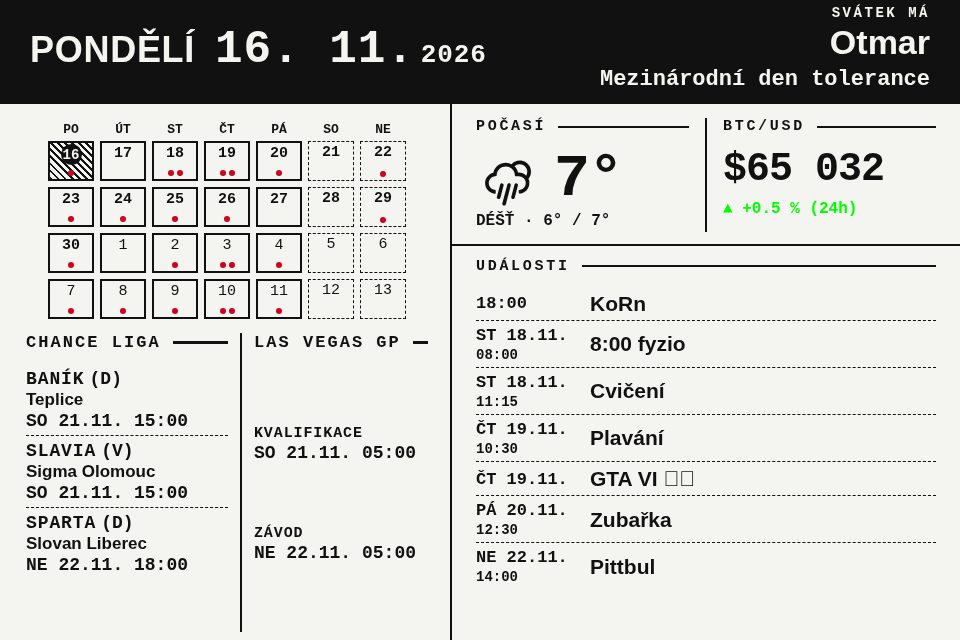 PONDĚLÍ 16. 11. 2026
SVÁTEK MÁ
Otmar
Mezinárodní den tolerance
PO ÚT ST ČT PÁ SO NE
16 17 18 19 20 21 22
23 24 25 26 27 28 29
30 1 2 3 4 5 6
7 8 9 10 11 12 13
CHANCE LIGA
BANÍK (D)
Teplice
SO 21.11. 15:00
SLAVIA (V)
Sigma Olomouc
SO 21.11. 15:00
SPARTA (D)
Slovan Liberec
NE 22.11. 18:00
LAS VEGAS GP
KVALIFIKACE
SO 21.11. 05:00
ZÁVOD
NE 22.11. 05:00
POČASÍ
7°
DÉŠŤ · 6° / 7°
BTC/USD
$65 032
▲ +0.5 % (24h)
UDÁLOSTI
18:00 KoRn
ST 18.11.
08:00
8:00 fyzio
ST 18.11.
11:15
Cvičení
ČT 19.11.
10:30
Plavání
ČT 19.11. GTA VI
PÁ 20.11.
12:30
Zubařka
NE 22.11.
14:00
Pittbul